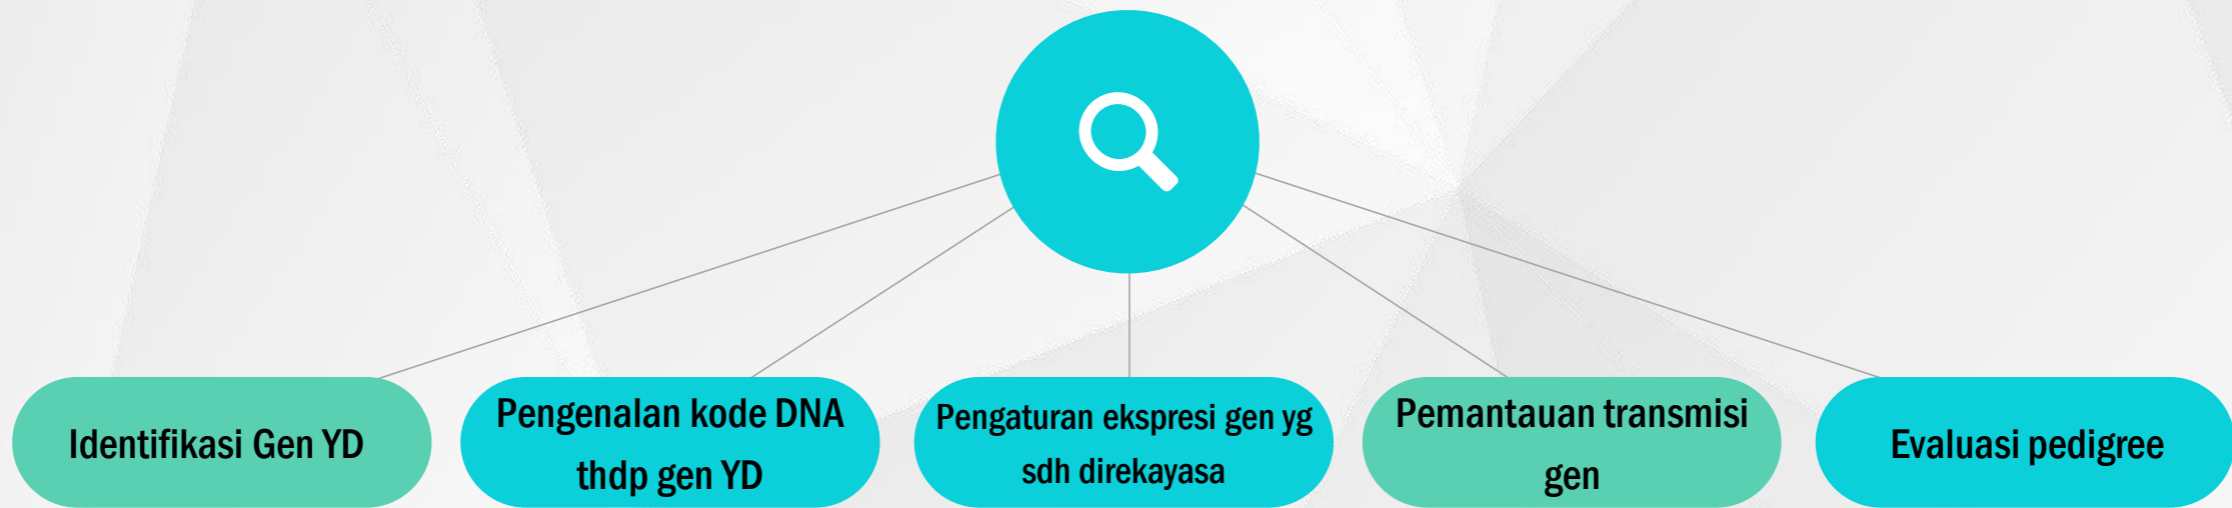 Identifikasi Gen YD
Pengenalan kode DNA
thdp gen YD
Pengaturan ekspresi gen yg
sdh direkayasa
Pemantauan transmisi
gen
Evaluasi pedigree